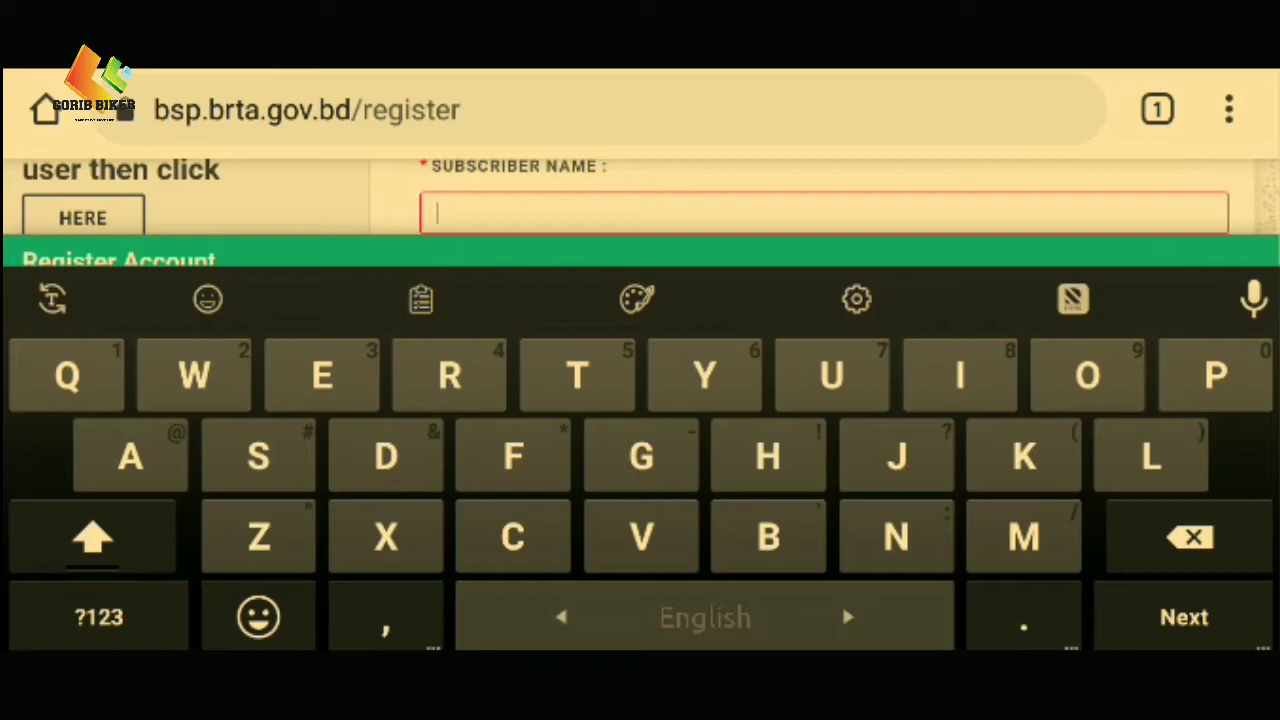 GORIB BIKER
bsp.brta.gov.bd/register
1
user then click
* SUBSCRIBER NAME :
HERE
Register Account
Q 1 W 2 E 3 R 4 T 5 Y 6 U 7 I 8 O 9 P 0
A @ S # D & F * G - H ! J ? K ( L )
Z " X C V B ' N : M /
?123 , English . Next